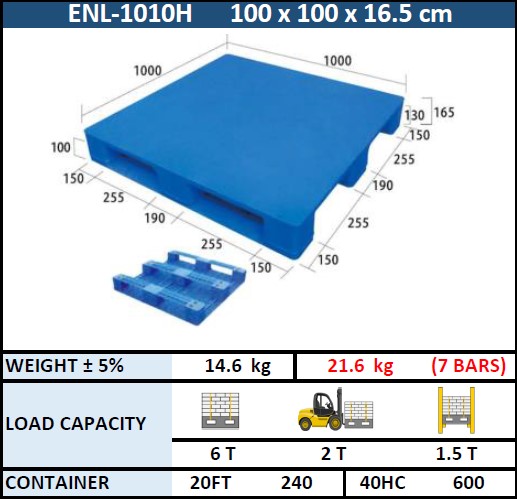 ENL-1010H 100 x 100 x 16.5 cm
1000 1000
130 165
100
150
255
190
255
150
150
255
190
255
150
WEIGHT ± 5% 14.6 kg 21.6 kg (7 BARS)
LOAD CAPACITY
6 T 2 T 1.5 T
CONTAINER 20FT 240 40HC 600